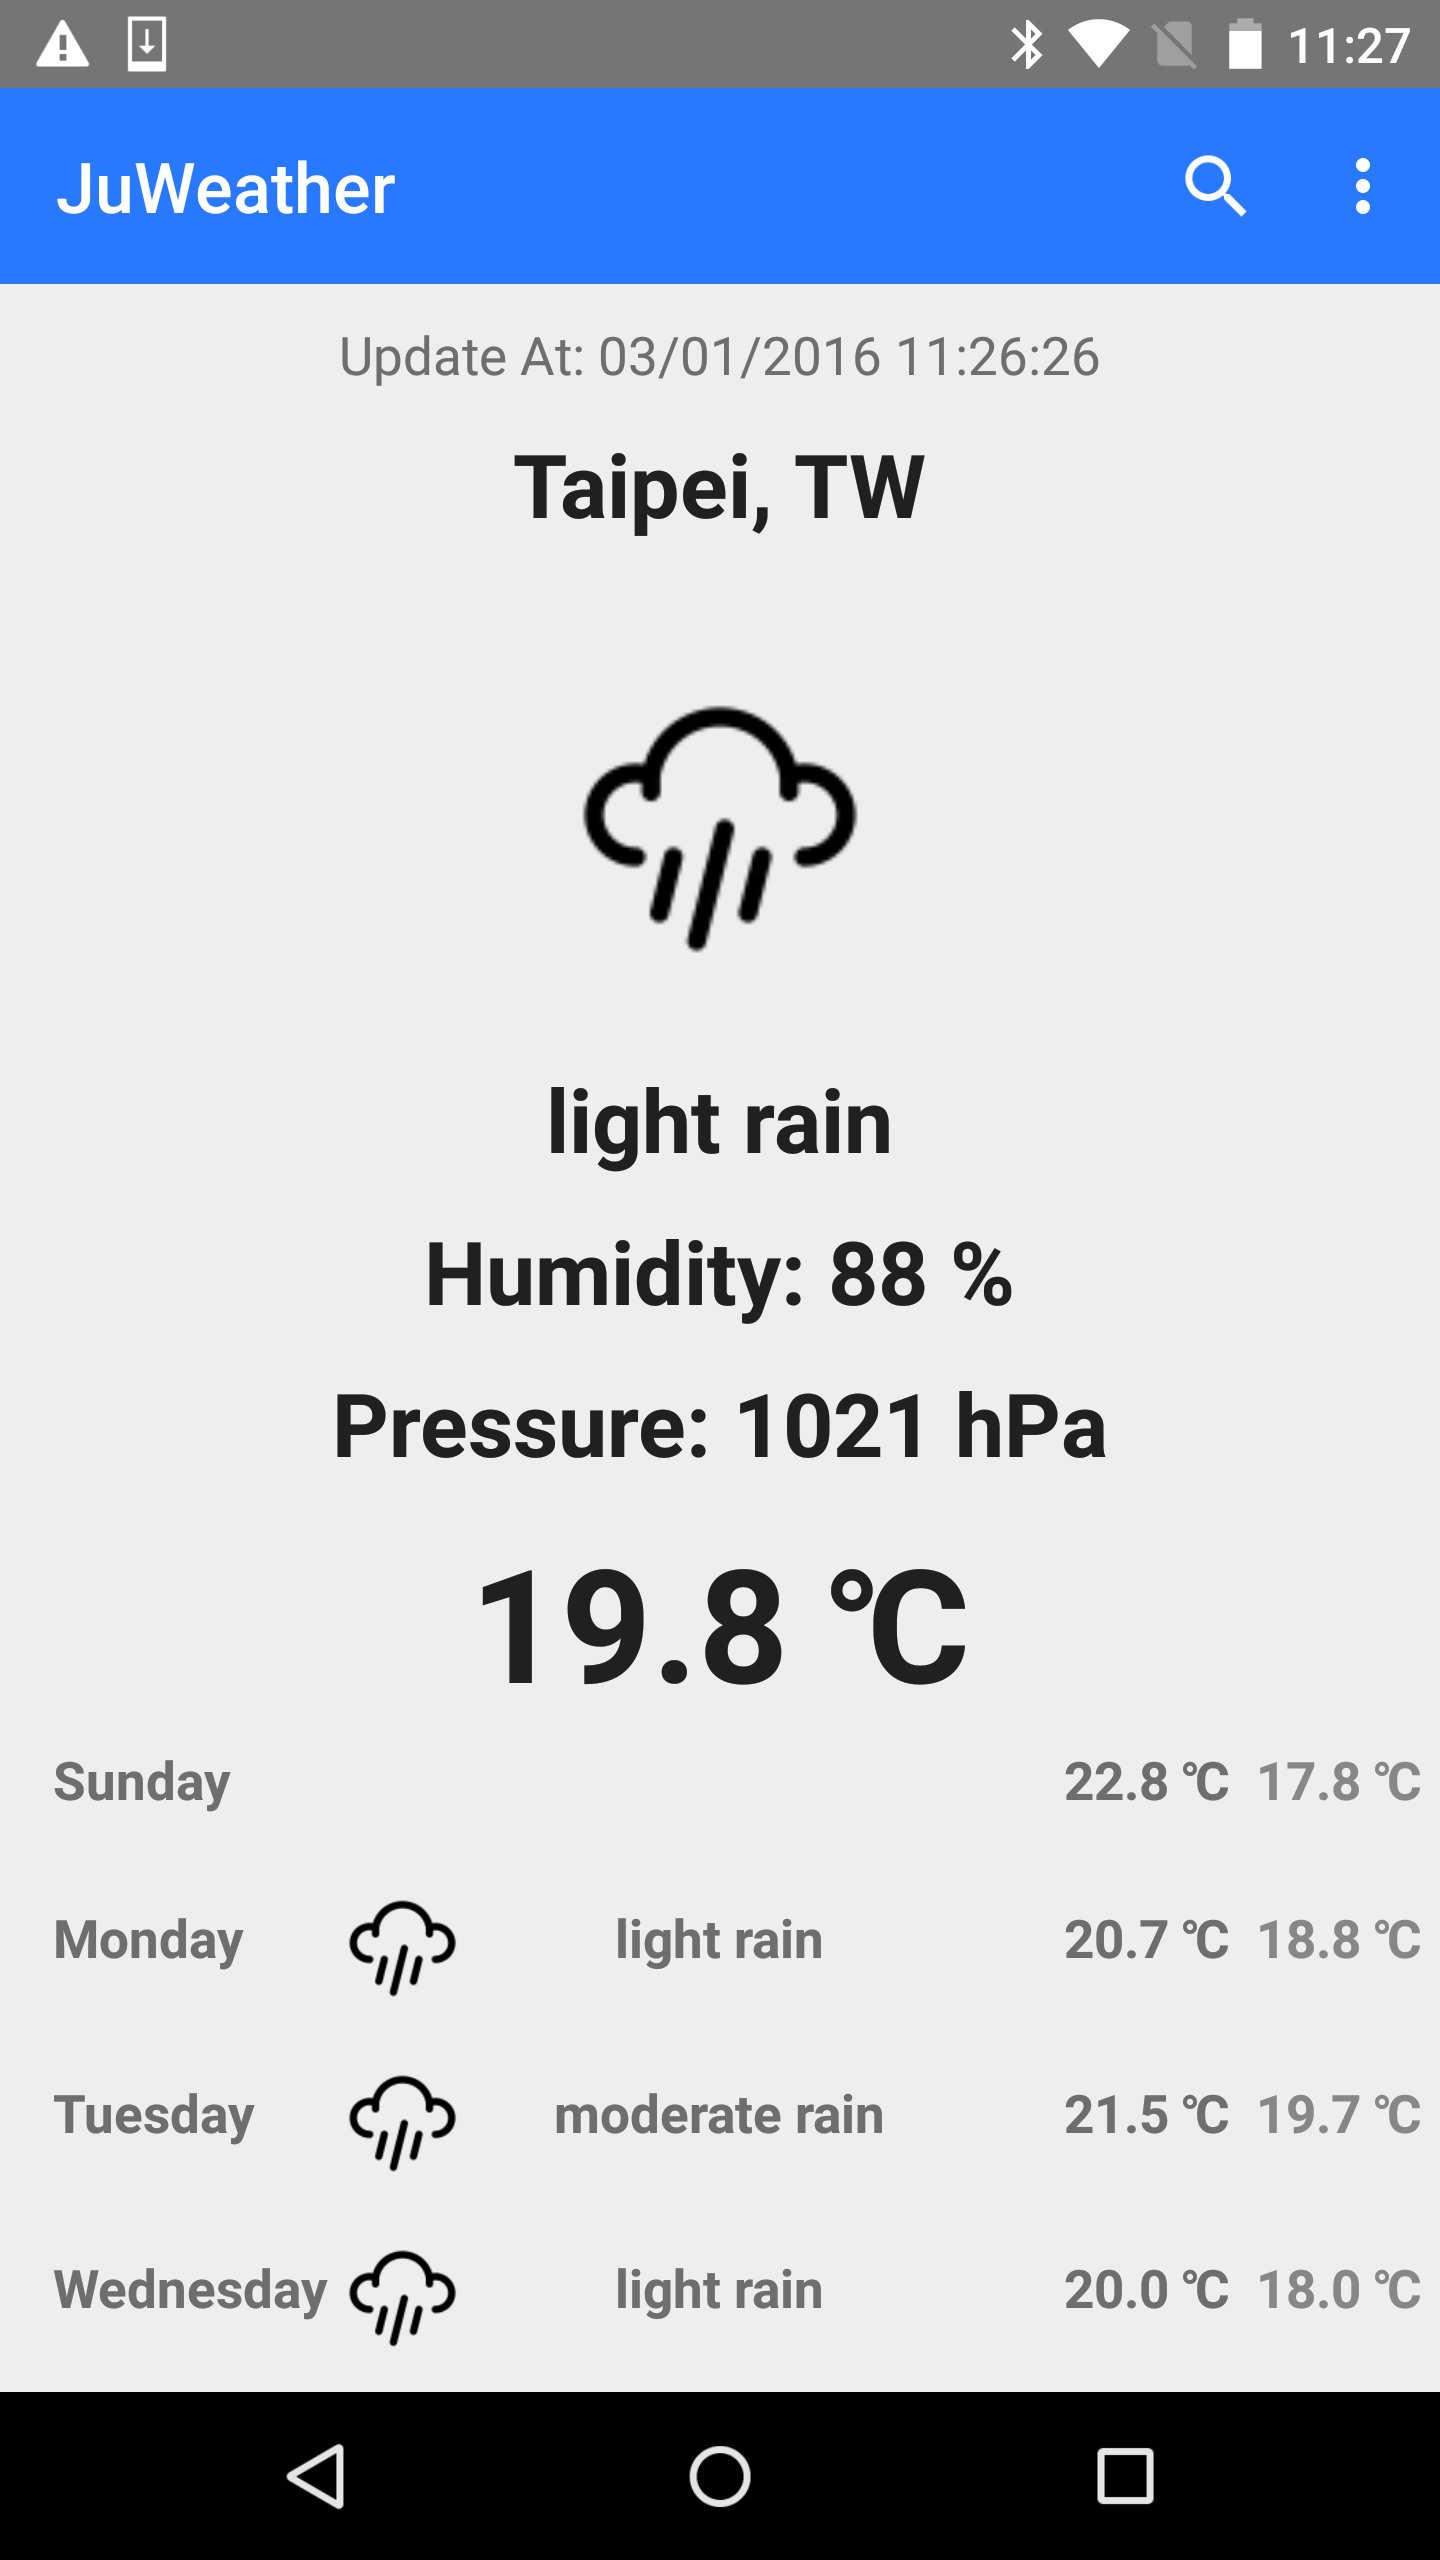 11:27
JuWeather
Update At: 03/01/2016 11:26:26
Taipei, TW
light rain
Humidity: 88 %
Pressure: 1021 hPa
19.8 ℃
Sunday 22.8 ℃ 17.8 ℃
Monday light rain 20.7 ℃ 18.8 ℃
Tuesday moderate rain 21.5 ℃ 19.7 ℃
Wednesday light rain 20.0 ℃ 18.0 ℃